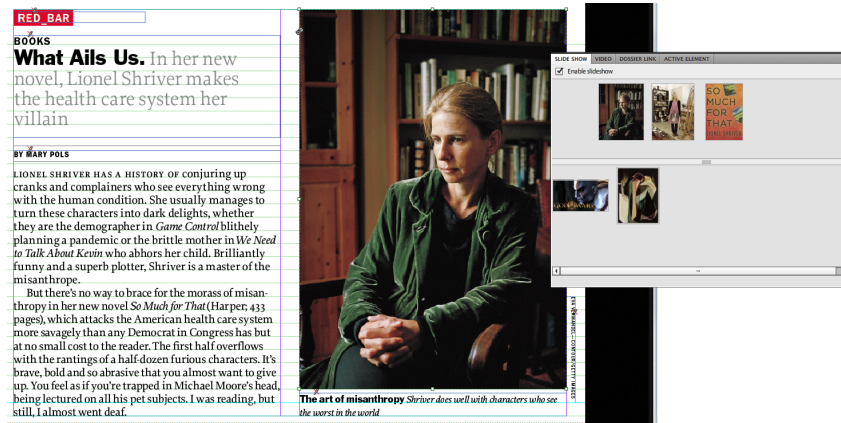 RED_BAR
BOOKS
What Ails Us. In her new
novel, Lionel Shriver makes
the health care system her
villain
BY MARY POLS
LIONEL SHRIVER HAS A HISTORY OF conjuring up
cranks and complainers who see everything wrong
with the human condition. She usually manages to
turn these characters into dark delights, whether
they are the demographer in Game Control blithely
planning a pandemic or the brittle mother in We Need
to Talk About Kevin who abhors her child. Brilliantly
funny and a superb plotter, Shriver is a master of the
misanthrope.
But there's no way to brace for the morass of misan-
thropy in her new novel So Much for That (Harper; 433
pages), which attacks the American health care system
more savagely than any Democrat in Congress has but
at no small cost to the reader. The first half overflows
with the rantings of a half-dozen furious characters. It's
brave, bold and so abrasive that you almost want to give
up. You feel as if you're trapped in Michael Moore's head,
being lectured on all his pet subjects. I was reading, but
still, I almost went deaf.
The art of misanthropy Shriver does well with characters who see
the worst in the world
SLIDE SHOW
VIDEO
DOSSIER LINK
ACTIVE ELEMENT
Enable slideshow
SO
MUCH
FOR
THAT
LIONEL SHRIVER